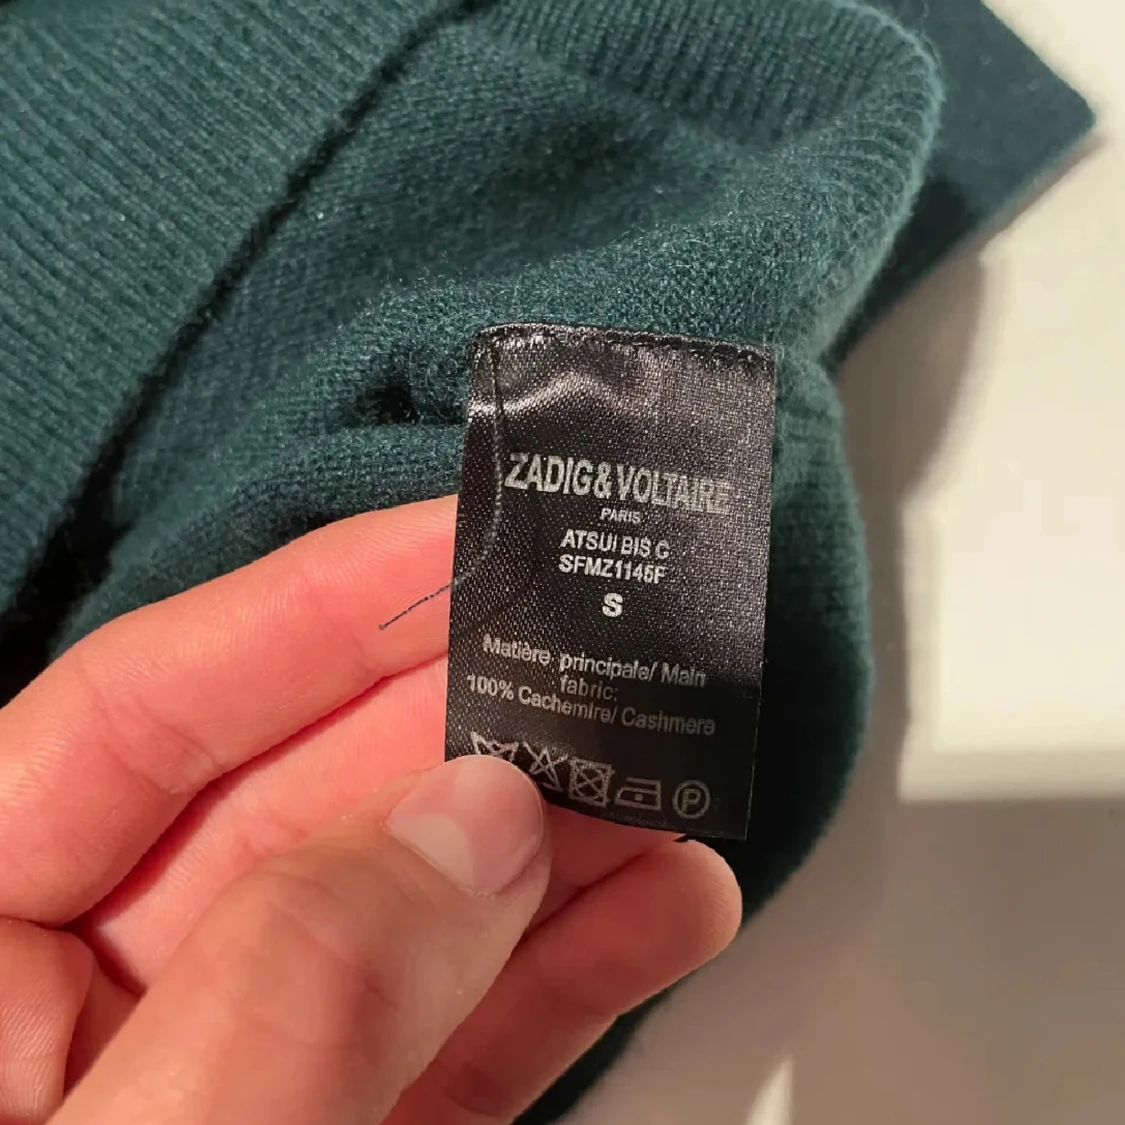 ZADIG&VOLTAIRE
PARIS
ATSUI BIS G
SFMZ1145F
S
Matière principale/ Main
fabric:
100% Cachemire/ Cashmere
P